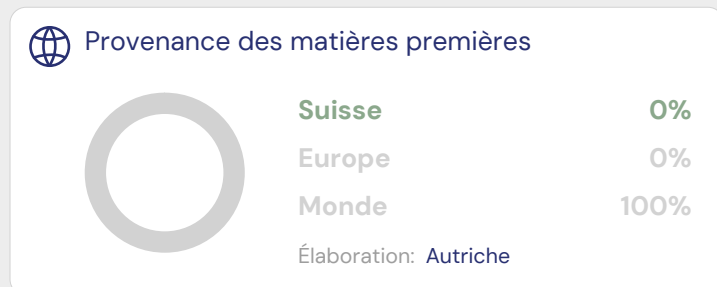 Provenance des matières premières
Suisse 0%
Europe 0%
Monde 100%
Élaboration: Autriche